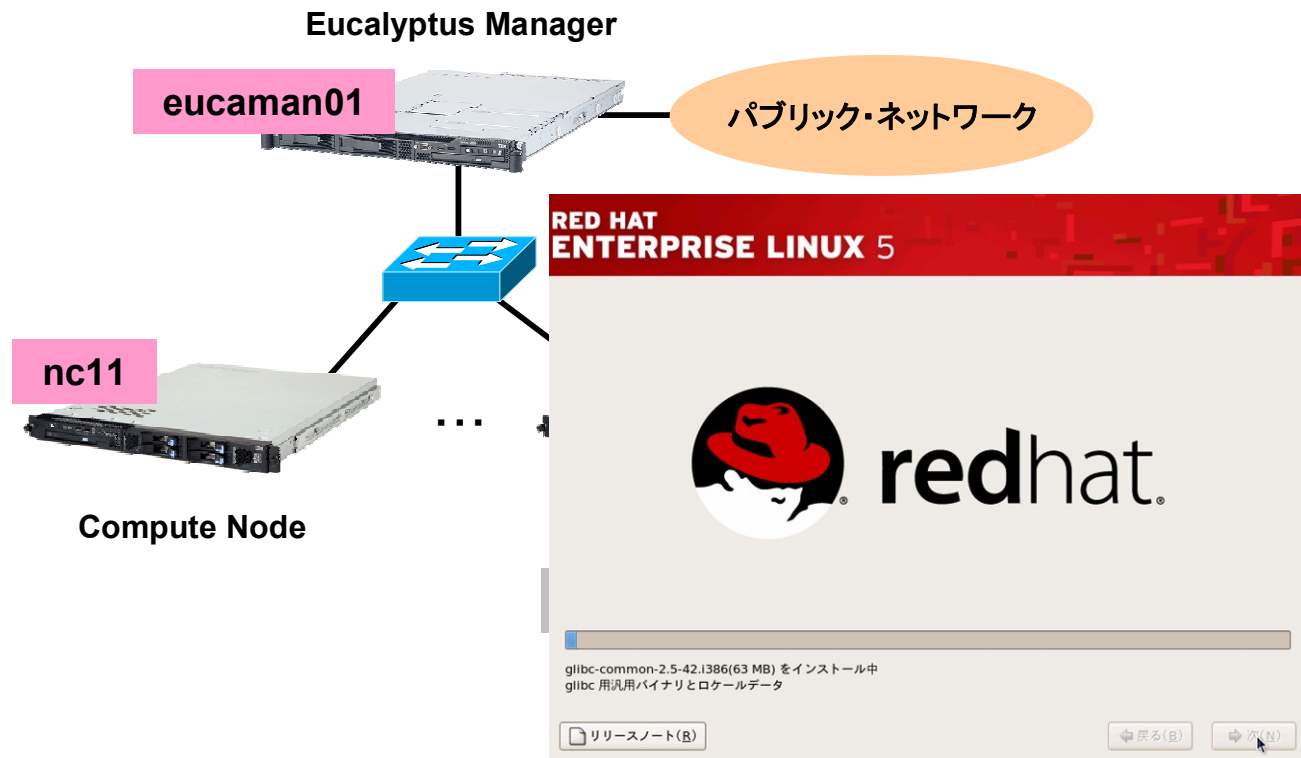 Eucalyptus Manager
eucaman01
パブリック・ネットワーク
RED HAT
ENTERPRISE LINUX 5
nc11
...
redhat.
Compute Node
glibc-common-2.5-42.i386(63 MB) をインストール中
glibc 用汎用バイナリとロケールデータ
リリースノート(R)
戻る(B)
次(N)